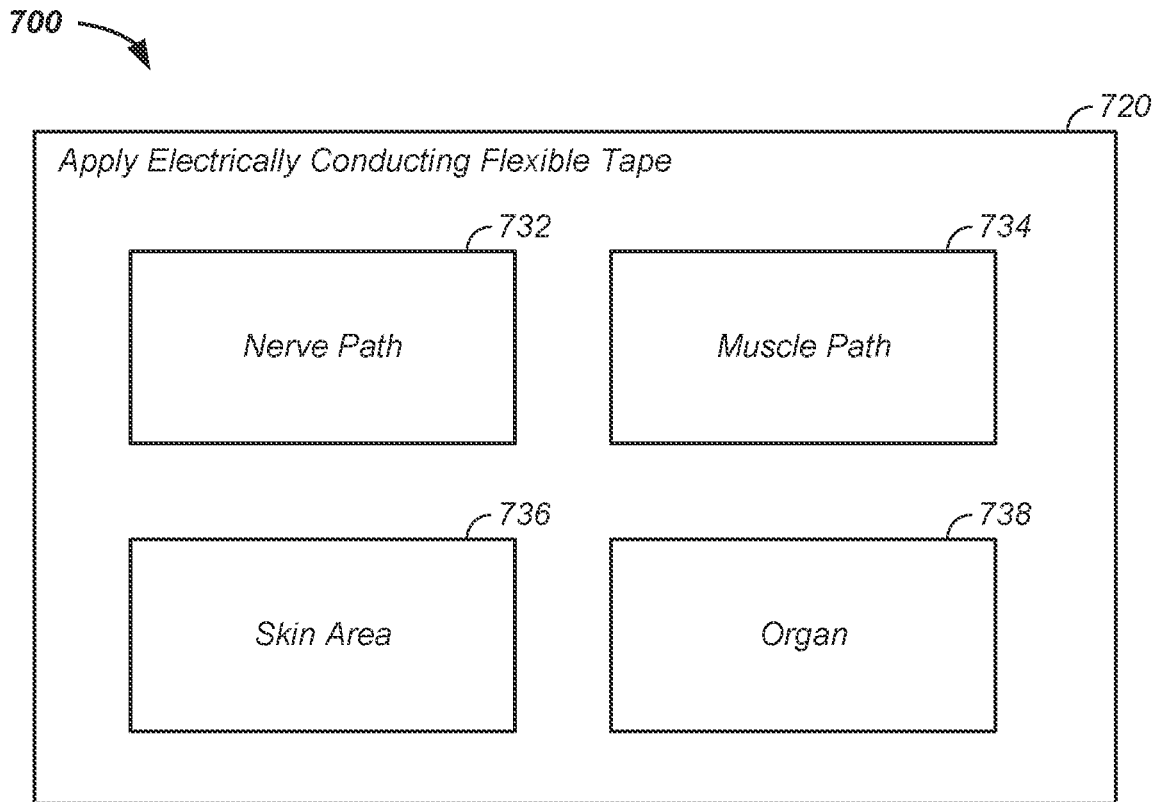 700
720
Apply Electrically Conducting Flexible Tape
732
734
Nerve Path
Muscle Path
736
738
Skin Area
Organ